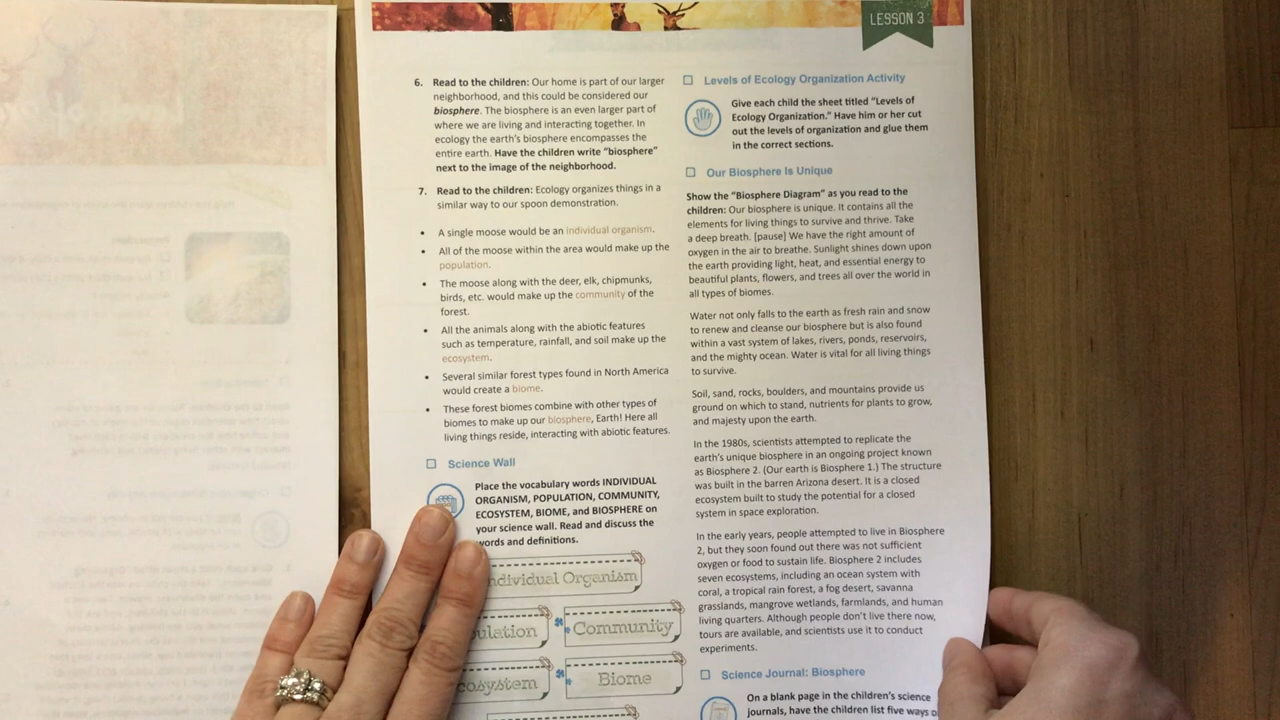 LESSON 3
6. Read to the children: Our home is part of our larger
neighborhood, and this could be considered our
biosphere. The biosphere is an even larger part of
where we are living and interacting together. In
ecology the earth's biosphere encompasses the
entire earth. Have the children write "biosphere"
next to the image of the neighborhood.
7. Read to the children: Ecology organizes things in a
similar way to our spoon demonstration.
• A single moose would be an individual organism.
• All of the moose within the area would make up the
population.
• The moose along with the deer, elk, chipmunks,
birds, etc. would make up the community of the
forest.
• All the animals along with the abiotic features
such as temperature, rainfall, and soil make up the
ecosystem.
• Several similar forest types found in North America
would create a biome.
• These forest biomes combine with other types of
biomes to make up our biosphere, Earth! Here all
living things reside, interacting with abiotic features.
Science Wall
Place the vocabulary words INDIVIDUAL
ORGANISM, POPULATION, COMMUNITY,
ECOSYSTEM, BIOME, and BIOSPHERE on
your science wall. Read and discuss the
words and definitions.
ndividual Organism
ulation
Community
osystem
Biome
Levels of Ecology Organization Activity
Give each child the sheet titled "Levels of
Ecology Organization." Have him or her cut
out the levels of organization and glue them
in the correct sections.
Our Biosphere Is Unique
Show the "Biosphere Diagram" as you read to the
children: Our biosphere is unique. It contains all the
elements for living things to survive and thrive. Take
a deep breath. [pause] We have the right amount of
oxygen in the air to breathe. Sunlight shines down upon
the earth providing light, heat, and essential energy to
beautiful plants, flowers, and trees all over the world in
all types of biomes.
Water not only falls to the earth as fresh rain and snow
to renew and cleanse our biosphere but is also found
within a vast system of lakes, rivers, ponds, reservoirs,
and the mighty ocean. Water is vital for all living things
to survive.
Soil, sand, rocks, boulders, and mountains provide us
ground on which to stand, nutrients for plants to grow,
and majesty upon the earth.
In the 1980s, scientists attempted to replicate the
earth's unique biosphere in an ongoing project known
as Biosphere 2. (Our earth is Biosphere 1.) The structure
was built in the barren Arizona desert. It is a closed
ecosystem built to study the potential for a closed
system in space exploration.
In the early years, people attempted to live in Biosphere
2, but they soon found out there was not sufficient
oxygen or food to sustain life. Biosphere 2 includes
seven ecosystems, including an ocean system with
coral, a tropical rain forest, a fog desert, savanna
grasslands, mangrove wetlands, farmlands, and human
living quarters. Although people don't live there now,
tours are available, and scientists use it to conduct
experiments.
Science Journal: Biosphere
On a blank page in the children's science
journals, have the children list five ways o